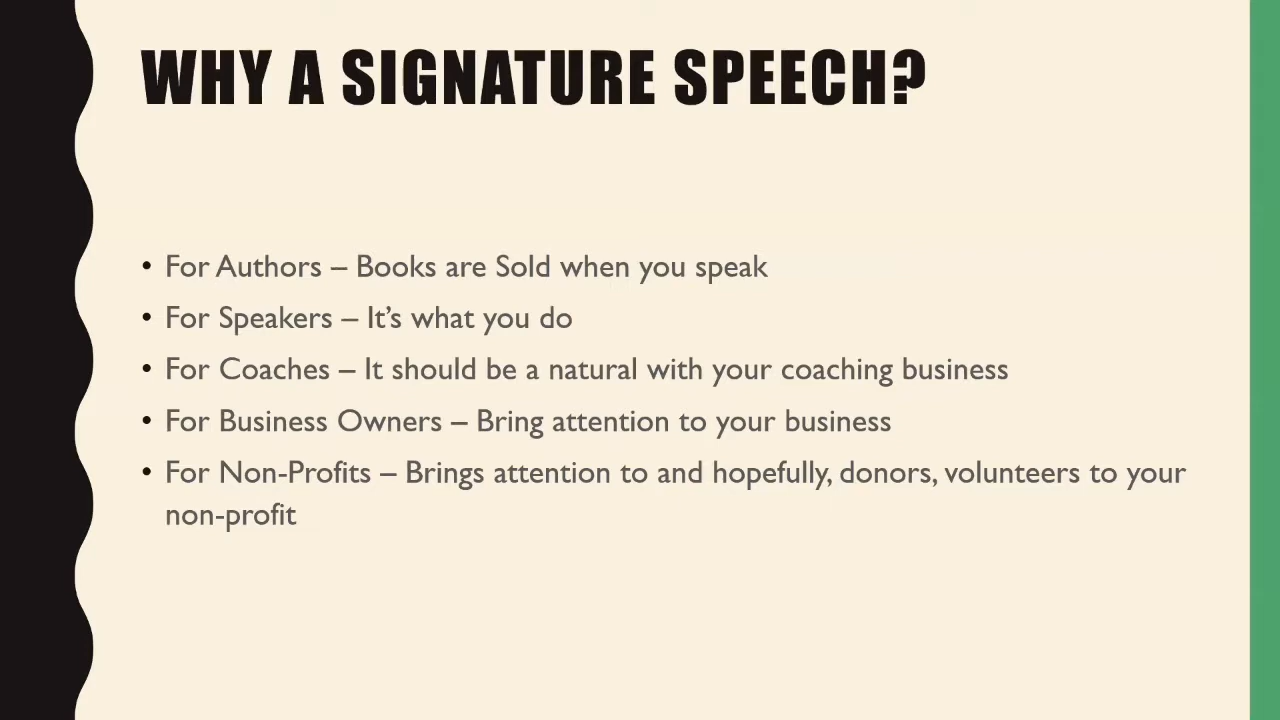 WHY A SIGNATURE SPEECH?
• For Authors – Books are Sold when you speak
• For Speakers – It’s what you do
• For Coaches – It should be a natural with your coaching business
• For Business Owners – Bring attention to your business
• For Non-Profits – Brings attention to and hopefully, donors, volunteers to your
non-profit